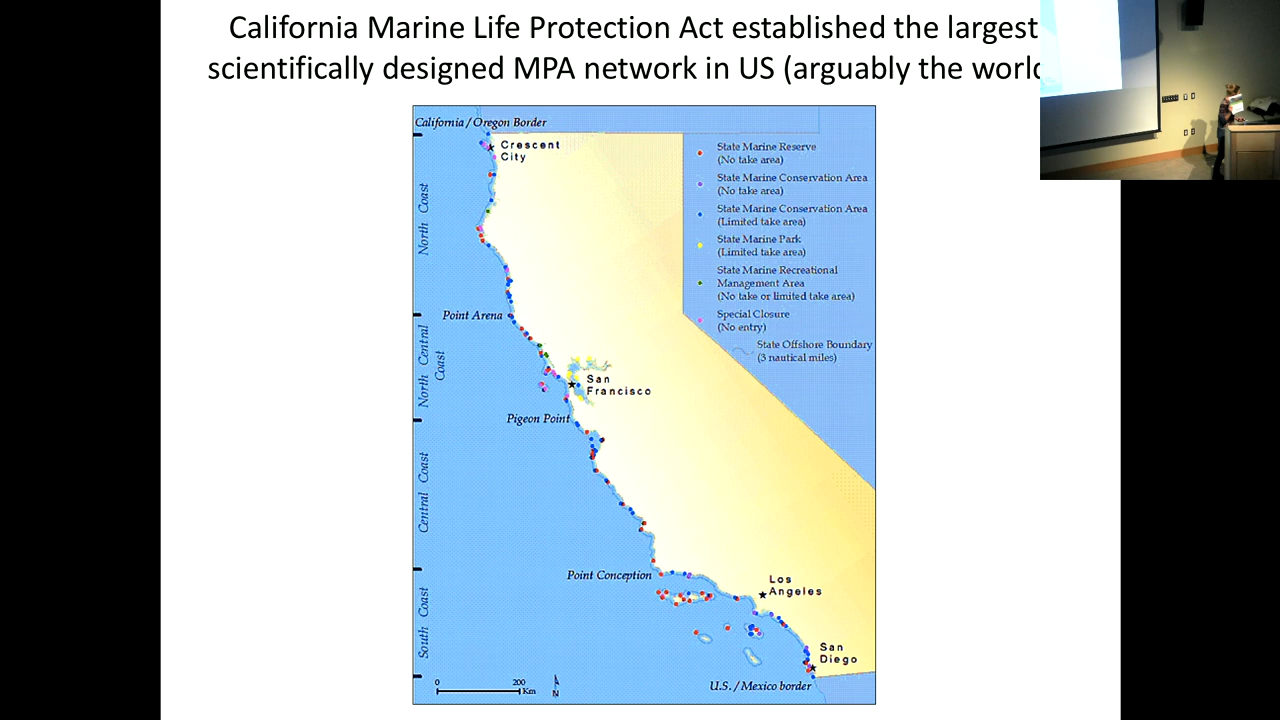 California Marine Life Protection Act established the largest
scientifically designed MPA network in US (arguably the world
California / Oregon Border
Crescent
City
State Marine Reserve
(No take area)
State Marine Conservation Area
(No take area)
State Marine Conservation Area
(Limited take area)
State Marine Park
(Limited take area)
State Marine Recreational
Management Area
(No take or limited take area)
Special Closure
(No entry)
State Offshore Boundary
(3 nautical miles)
North Coast
Point Arena
North Central
Coast
San
Francisco
Pigeon Point
Central Coast
Point Conception
Los
Angeles
South Coast
San
Diego
U.S. / Mexico border
0 200
Km
N